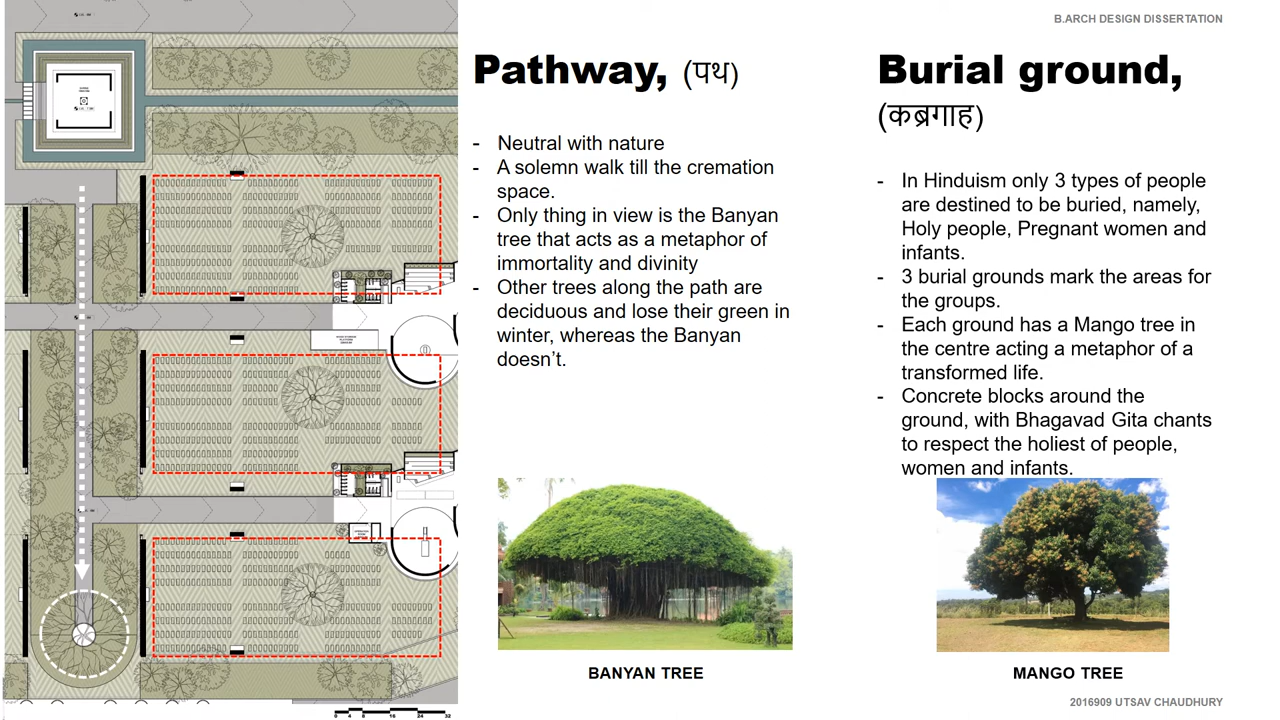 B.ARCH DESIGN DISSERTATION
Pathway, (पथ)
- Neutral with nature
- A solemn walk till the cremation
space.
- Only thing in view is the Banyan
tree that acts as a metaphor of
immortality and divinity
- Other trees along the path are
deciduous and lose their green in
winter, whereas the Banyan
doesn’t.
BANYAN TREE
Burial ground,
(कब्रगाह)
- In Hinduism only 3 types of people
are destined to be buried, namely,
Holy people, Pregnant women and
infants.
- 3 burial grounds mark the areas for
the groups.
- Each ground has a Mango tree in
the centre acting a metaphor of a
transformed life.
- Concrete blocks around the
ground, with Bhagavad Gita chants
to respect the holiest of people,
women and infants.
MANGO TREE
0 4 8 16 24 32
2016909 UTSAV CHAUDHURY